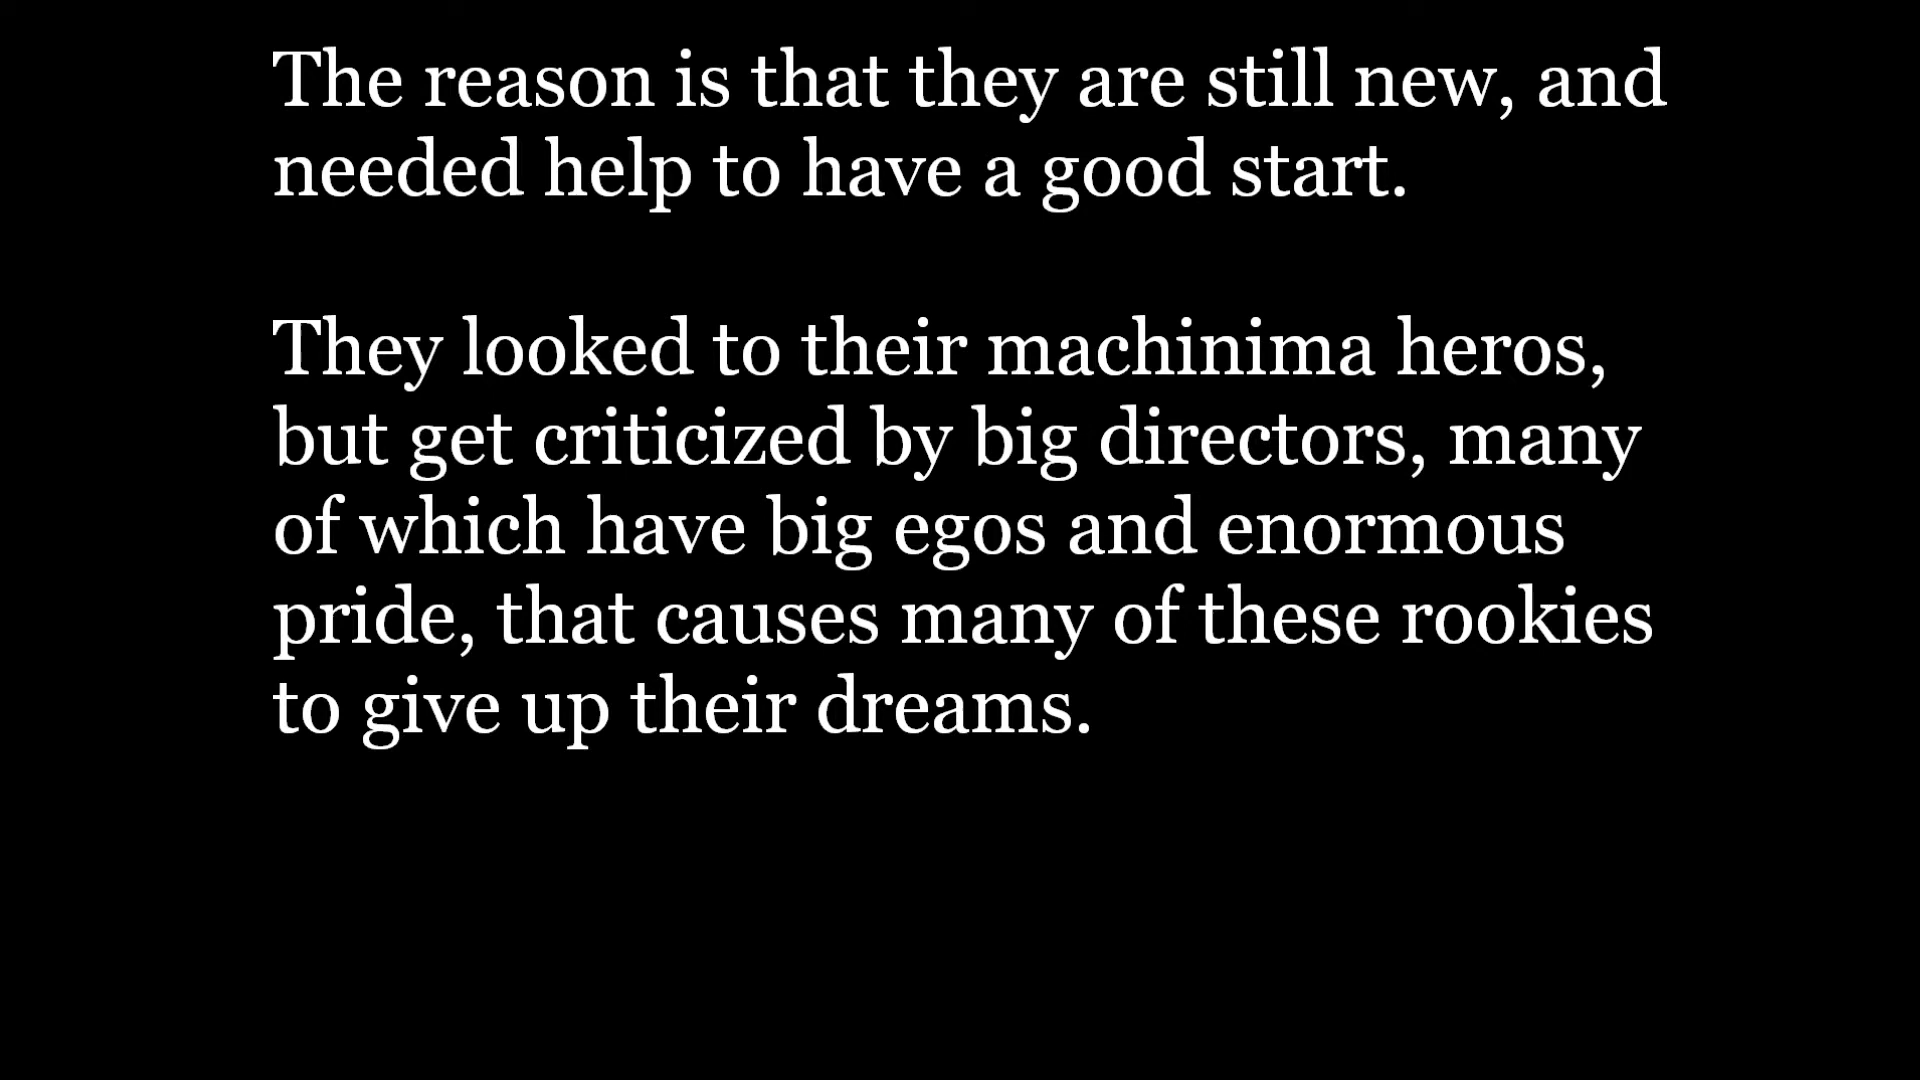 The reason is that they are still new, and
needed help to have a good start.
They looked to their machinima heros,
but get criticized by big directors, many
of which have big egos and enormous
pride, that causes many of these rookies
to give up their dreams.